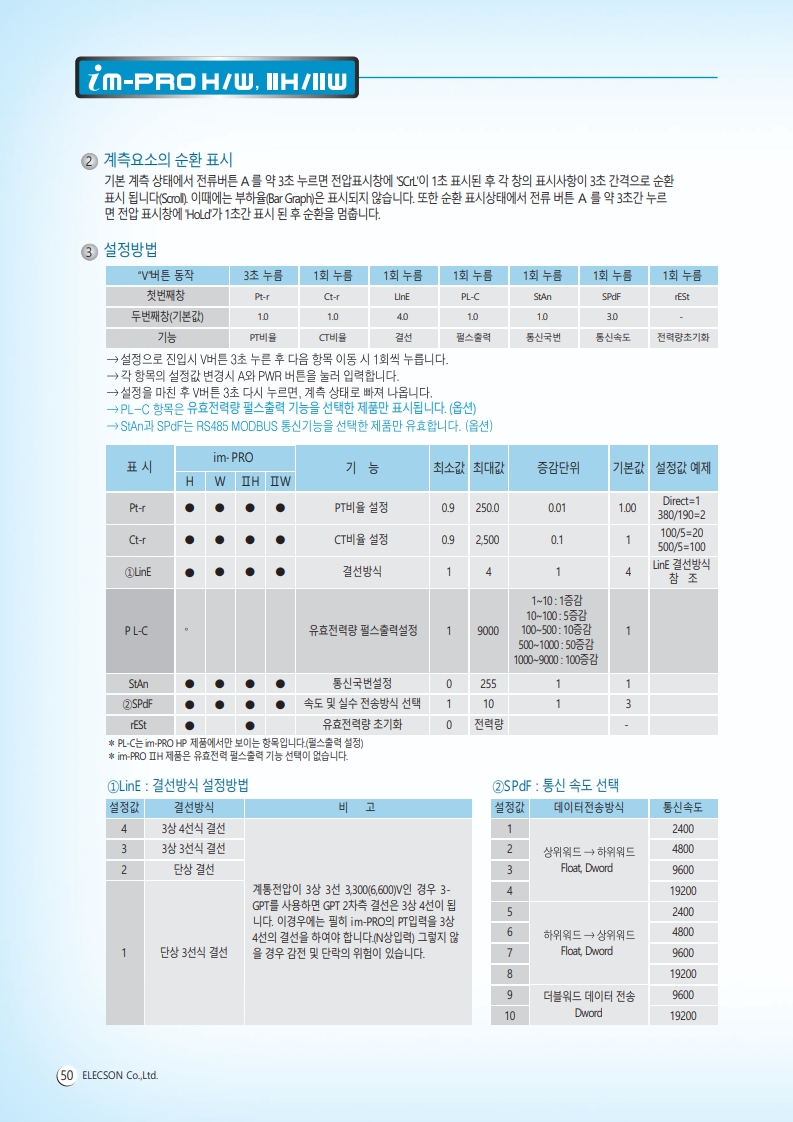 im-PRO H/W, ⅡH/ⅡW
② 계측요소의 순환 표시
기본 계측 상태에서 전류버튼 A 를 약 3초 누르면 전압표시창에 'SCrL'이 1초 표시된 후 각 창의 표시사항이 3초 간격으로 순환
표시 됩니다(Scroll). 이때에는 부하율(Bar Graph)은 표시되지 않습니다. 또한 순환 표시상태에서 전류 버튼 A 를 약 3초간 누르
면 전압 표시창에 'HoLd'가 1초간 표시 된 후 순환을 멈춥니다.
③ 설정방법
"V"버튼 동작 3초 누름 1회 누름 1회 누름 1회 누름 1회 누름 1회 누름 1회 누름
첫번째창 Pt-r Ct-r LInE PL-C StAn SPdF rESt
두번째창(기본값) 1.0 1.0 4.0 1.0 1.0 3.0 -
기능 PT비율 CT비율 결선 펄스출력 통신국번 통신속도 전력량초기화
→설정으로 진입시 V버튼 3초 누른 후 다음 항목 이동 시 1회씩 누릅니다.
→각 항목의 설정값 변경시 A와 PWR 버튼을 눌러 입력합니다.
→설정을 마친 후 V버튼 3초 다시 누르면, 계측 상태로 빠져 나옵니다.
→PL-C 항목은 유효전력량 펄스출력 기능을 선택한 제품만 표시됩니다. (옵션)
→StAn과 SPdF는 RS485 MODBUS 통신기능을 선택한 제품만 유효합니다. (옵션)
표 시 im- PRO 기 능 최소값 최대값 증감단위 기본값 설정값 예제
H W ⅡH ⅡW
Pt-r ● ● ● ● PT비율 설정 0.9 250.0 0.01 1.00 Direct=1
380/190=2
Ct-r ● ● ● ● CT비율 설정 0.9 2,500 0.1 1 100/5=20
500/5=100
①LinE ● ● ● ● 결선방식 1 4 1 4 LinE 결선방식
참 조
P L-C ° 유효전력량 펄스출력설정 1 9000 1~10 : 1증감
10~100 : 5증감
100~500 : 10증감
500~1000 : 50증감
1000~9000 : 100증감
1
StAn ● ● ● ● 통신국번설정 0 255 1 1
②SPdF ● ● ● ● 속도 및 실수 전송방식 선택 1 10 1 3
rESt ● ● 유효전력량 초기화 0 전력량 -
* PL-C는 im-PRO HP 제품에서만 보이는 항목입니다.(펄스출력 설정)
* im-PRO ⅡH 제품은 유효전력 펄스출력 기능 선택이 없습니다.
①LinE : 결선방식 설정방법
설정값 결선방식 비 고
4 3상 4선식 결선
3 3상 3선식 결선
2 단상 결선
1 단상 3선식 결선
계통전압이 3상 3선 3,300(6,600)V인 경우 3-
GPT를 사용하면 GPT 2차측 결선은 3상 4선이 됩
니다. 이경우에는 필히 im-PRO의 PT입력을 3상
4선의 결선을 하여야 합니다.(N상입력) 그렇지 않
을 경우 감전 및 단락의 위험이 있습니다.
②SPdF : 통신 속도 선택
설정값 데이터전송방식 통신속도
1 상위워드 → 하위워드
Float, Dword 2400
2 4800
3 9600
4 19200
5 하위워드 → 상위워드
Float, Dword 2400
6 4800
7 9600
8 19200
9 더블워드 데이터 전송
Dword 9600
10 19200
50 ELECSON Co.,Ltd.